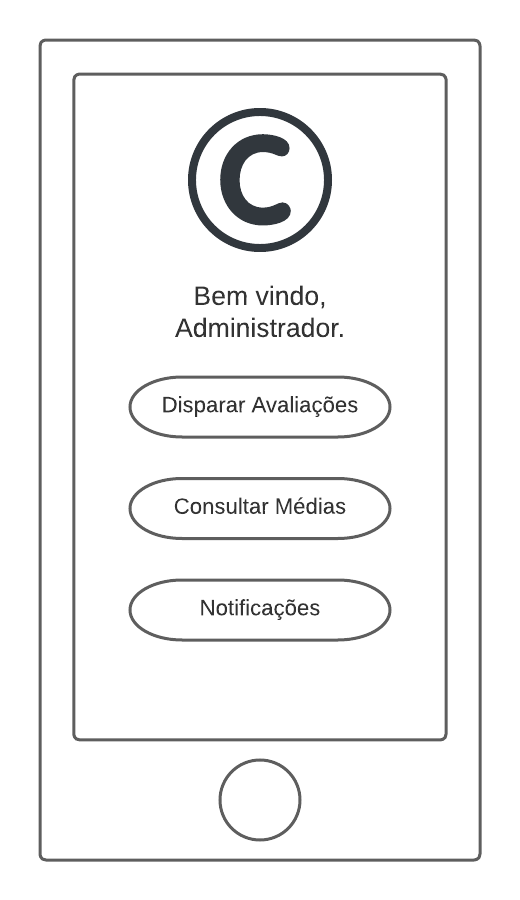 ©
Bem vindo,
Administrador.
Disparar Avaliações
Consultar Médias
Notificações